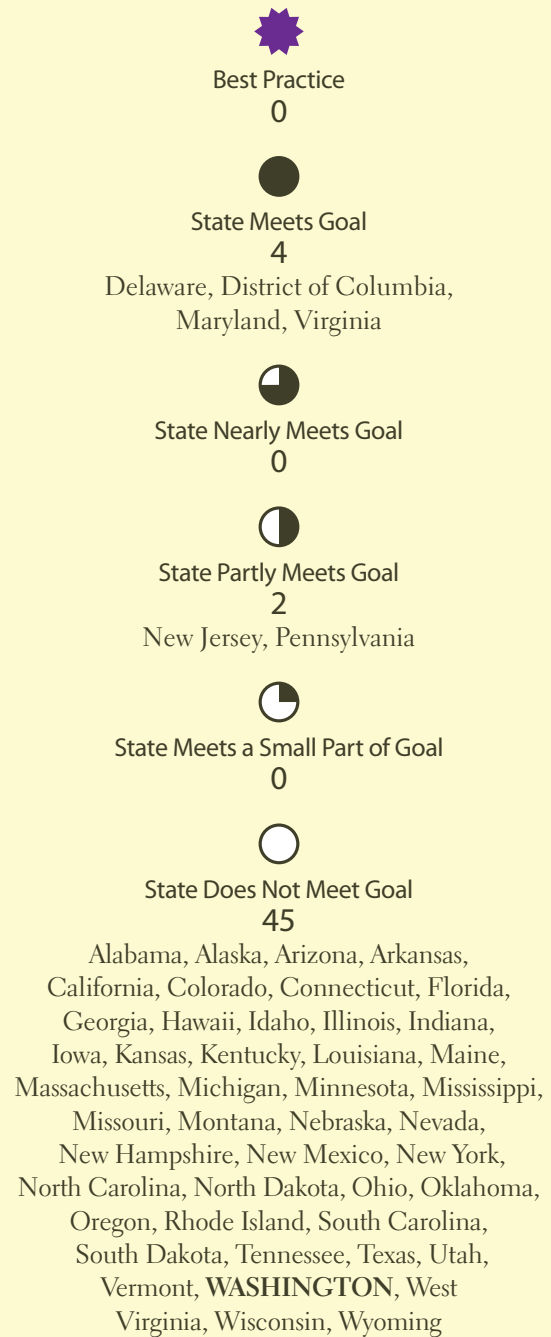 Best Practice
0
State Meets Goal
4
Delaware, District of Columbia,
Maryland, Virginia
State Nearly Meets Goal
0
State Partly Meets Goal
2
New Jersey, Pennsylvania
State Meets a Small Part of Goal
0
State Does Not Meet Goal
45
Alabama, Alaska, Arizona, Arkansas,
California, Colorado, Connecticut, Florida,
Georgia, Hawaii, Idaho, Illinois, Indiana,
Iowa, Kansas, Kentucky, Louisiana, Maine,
Massachusetts, Michigan, Minnesota, Mississippi,
Missouri, Montana, Nebraska, Nevada,
New Hampshire, New Mexico, New York,
North Carolina, North Dakota, Ohio, Oklahoma,
Oregon, Rhode Island, South Carolina,
South Dakota, Tennessee, Texas, Utah,
Vermont, WASHINGTON, West
Virginia, Wisconsin, Wyoming